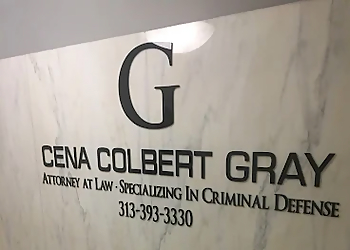 G
CENA COLBERT GRAY
ATTORNEY AT LAW · SPECIALIZING IN CRIMINAL DEFENSE
313-393-3330